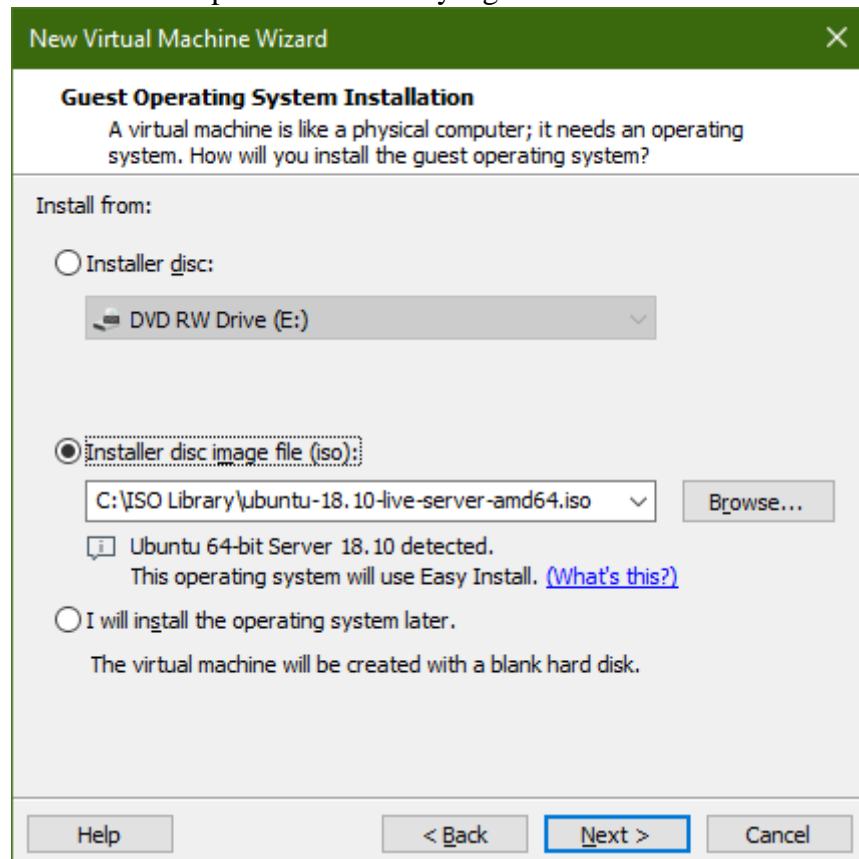 New Virtual Machine Wizard
Guest Operating System Installation
A virtual machine is like a physical computer; it needs an operating
system. How will you install the guest operating system?
Install from:
Installer disc:
DVD RW Drive (E:)
Installer disc image file (iso):
C:\ISO Library\ubuntu-18.10-live-server-amd64.iso
Browse...
Ubuntu 64-bit Server 18.10 detected.
This operating system will use Easy Install. (What's this?)
I will install the operating system later.
The virtual machine will be created with a blank hard disk.
Help
< Back
Next >
Cancel